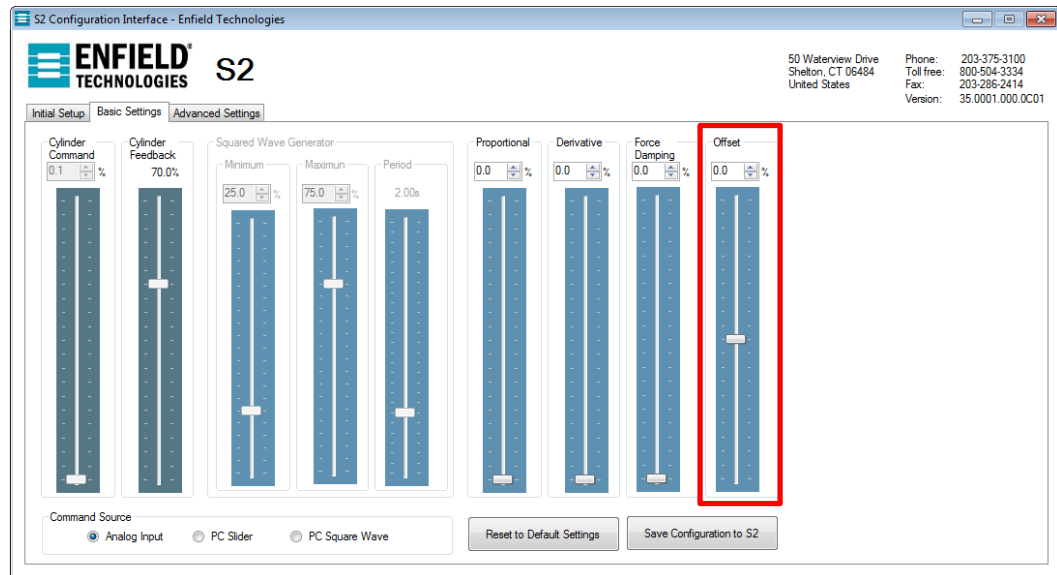 S2 Configuration Interface - Enfield Technologies
ENFIELD®
TECHNOLOGIES
S2
50 Waterview Drive
Shelton, CT 06484
United States
Phone: 203-375-3100
Toll free: 800-504-3334
Fax: 203-286-2414
Version: 35.0001.000.0C01
Initial Setup Basic Settings Advanced Settings
Cylinder Command
0.1 %
Cylinder Feedback
70.0%
Squared Wave Generator
Minimum
25.0 %
Maximun
75.0 %
Period
2.00s
Proportional
0.0 %
Derivative
0.0 %
Force Damping
0.0 %
Offset
0.0 %
Command Source
Analog Input PC Slider PC Square Wave
Reset to Default Settings
Save Configuration to S2